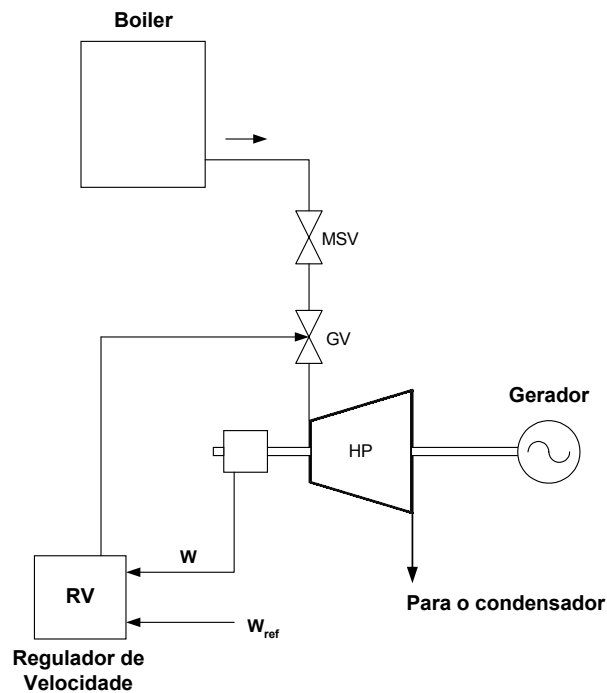 Boiler
MSV
GV
Gerador
HP
W
RV
Para o condensador
W_ref
Regulador de
Velocidade